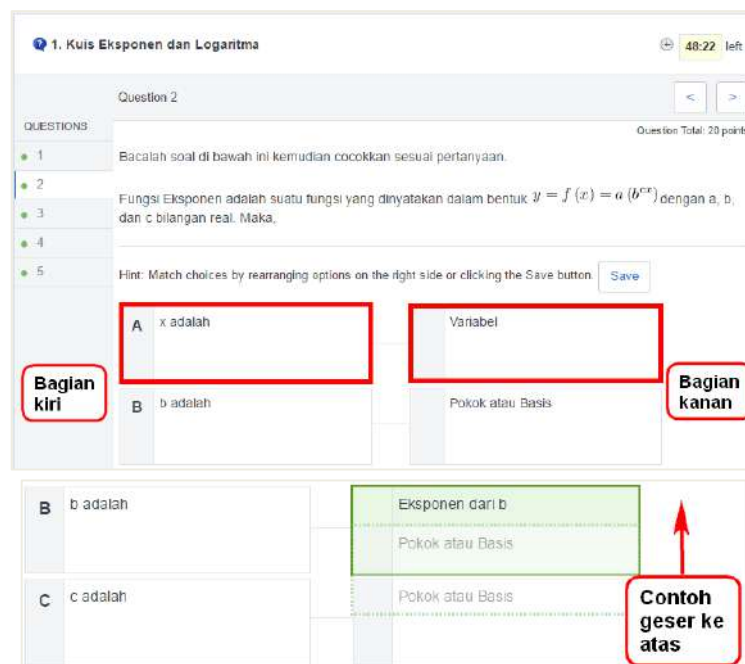 1. Kuis Eksponen dan Logaritma
48:22 left
Question 2
< >
QUESTIONS
Question Total: 20 points
1
2
3
4
5
Bacalah soal di bawah ini kemudian cocokkan sesuai pertanyaan.
Fungsi Eksponen adalah suatu fungsi yang dinyatakan dalam bentuk y = f (x) = a (b^{cx}) dengan a, b,
dan c bilangan real. Maka,
Hint: Match choices by rearranging options on the right side or clicking the Save button. Save
A x adalah
Variabel
Bagian
kiri
Bagian
kanan
B b adalah
Pokok atau Basis
B b adalah
Eksponen dari b
Pokok atau Basis
C c adalah
Pokok atau Basis
Contoh
geser ke
atas